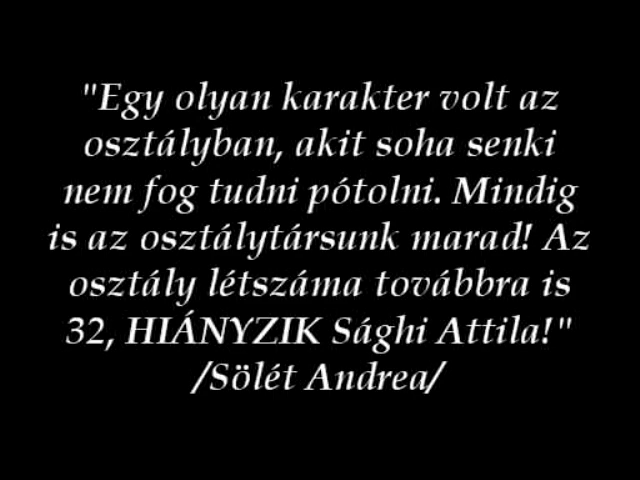 "Egy olyan karakter volt az
osztályban, akit soha senki
nem fog tudni pótolni. Mindig
is az osztálytársunk marad! Az
osztály létszáma továbbra is
32, HIÁNYZIK Sághi Attila!"
/Sölét Andrea/